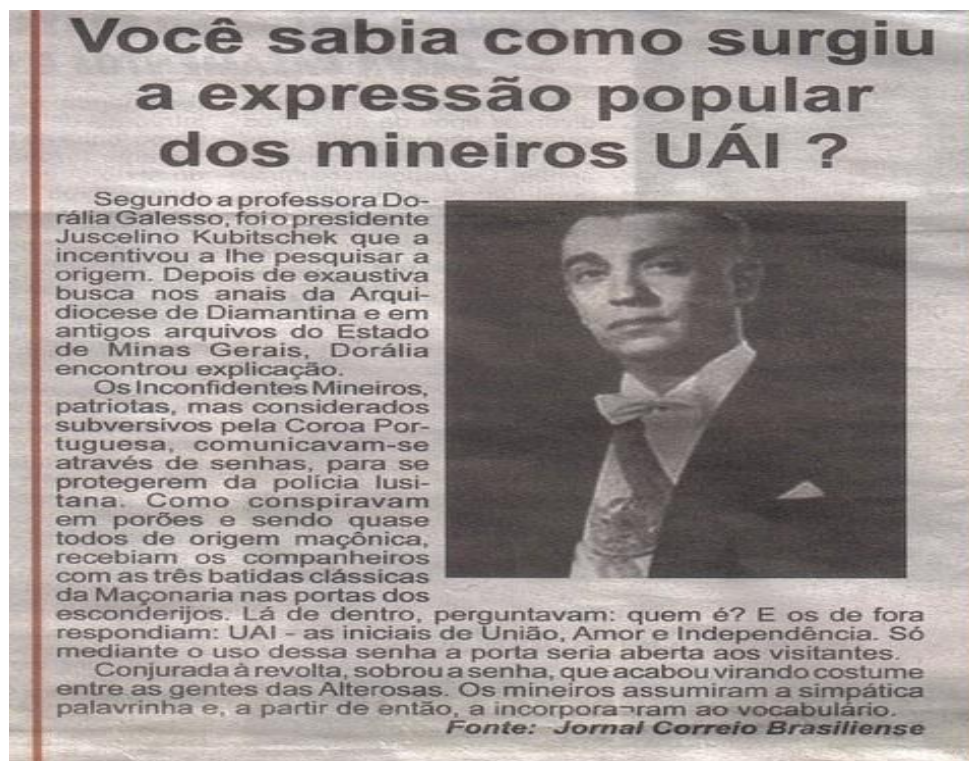 Você sabia como surgiu
a expressão popular
dos mineiros UÁI ?
Segundo a professora Do-
rália Galesso, foi o presidente
Juscelino Kubitschek que a
incentivou a lhe pesquisar a
origem. Depois de exaustiva
busca nos anais da Arqui-
diocese de Diamantina e em
antigos arquivos do Estado
de Minas Gerais, Dorália
encontrou explicação.
Os Inconfidentes Mineiros,
patriotas, mas considerados
subversivos pela Coroa Por-
tuguesa, comunicavam-se
através de senhas, para se
protegerem da polícia lusi-
tana. Como conspiravam
em porões e sendo quase
todos de origem maçônica,
recebiam os companheiros
com as três batidas clássicas
da Maçonaria nas portas dos
esconderijos. Lá de dentro, perguntavam: quem é? E os de fora
respondiam: UAI - as iniciais de União, Amor e Independência. Só
mediante o uso dessa senha a porta seria aberta aos visitantes.
Conjurada à revolta, sobrou a senha, que acabou virando costume
entre as gentes das Alterosas. Os mineiros assumiram a simpática
palavrinha e, a partir de então, a incorpora¬ram ao vocabulário.
Fonte: Jornal Correio Brasiliense